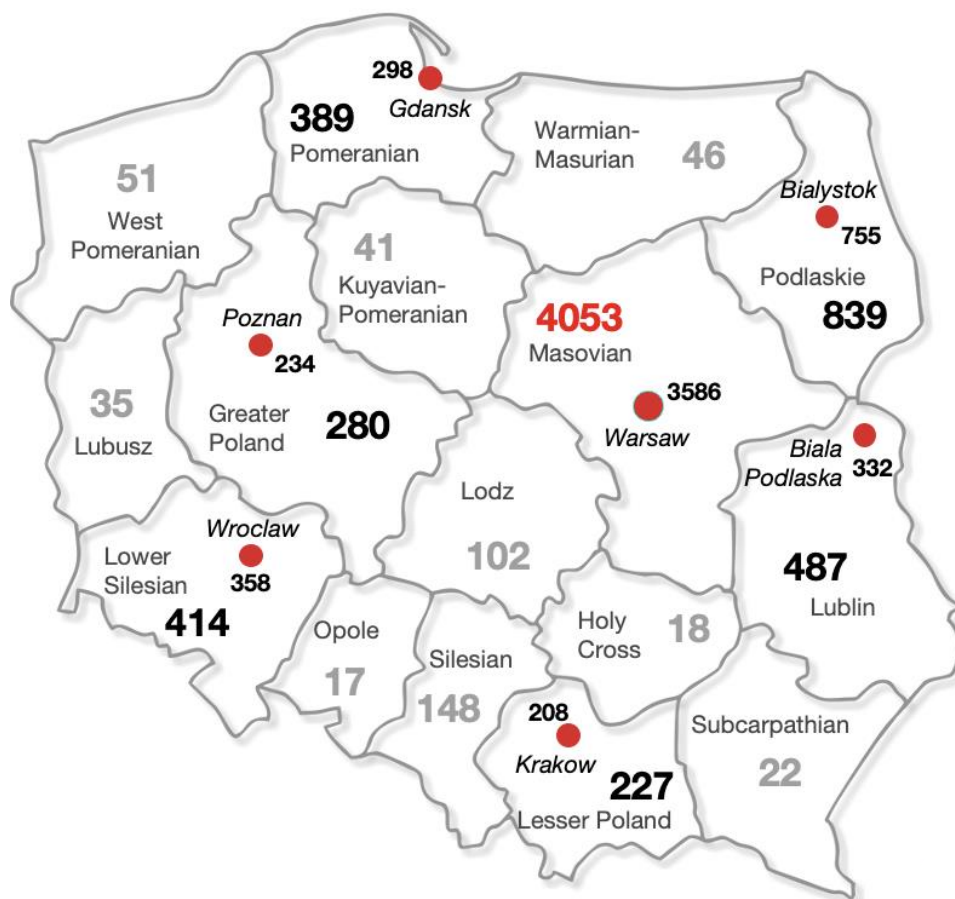 298
Gdansk
389
Pomeranian
Warmian-
Masurian
46
51
West
Pomeranian
Bialystok
755
Podlaskie
839
41
Kuyavian-
Pomeranian
4053
Masovian
3586
Warsaw
Poznan
234
Greater
Poland
280
35
Lubusz
Biala
Podlaska
332
Lodz
102
487
Lublin
Wroclaw
358
Lower
Silesian
414
Opole
17
Silesian
148
Holy
Cross
18
208
Krakow
227
Lesser Poland
Subcarpathian
22